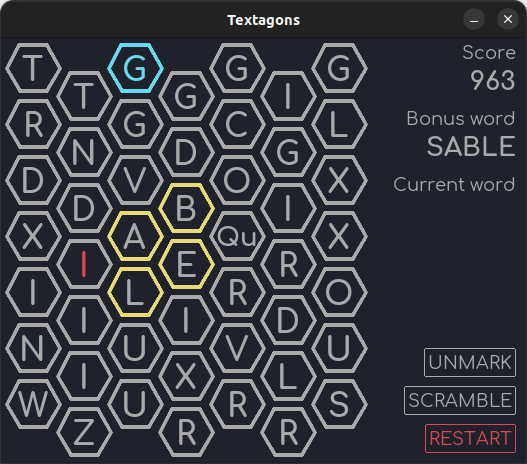 Textagons
T G G G
T G I
R G C L
N D G
D V O X
D B I
X A Qu X
I E R
I L R O
I I D
N U V U
I X L
W U R S
Z R R
Score
963
Bonus word
SABLE
Current word
UNMARK
SCRAMBLE
RESTART